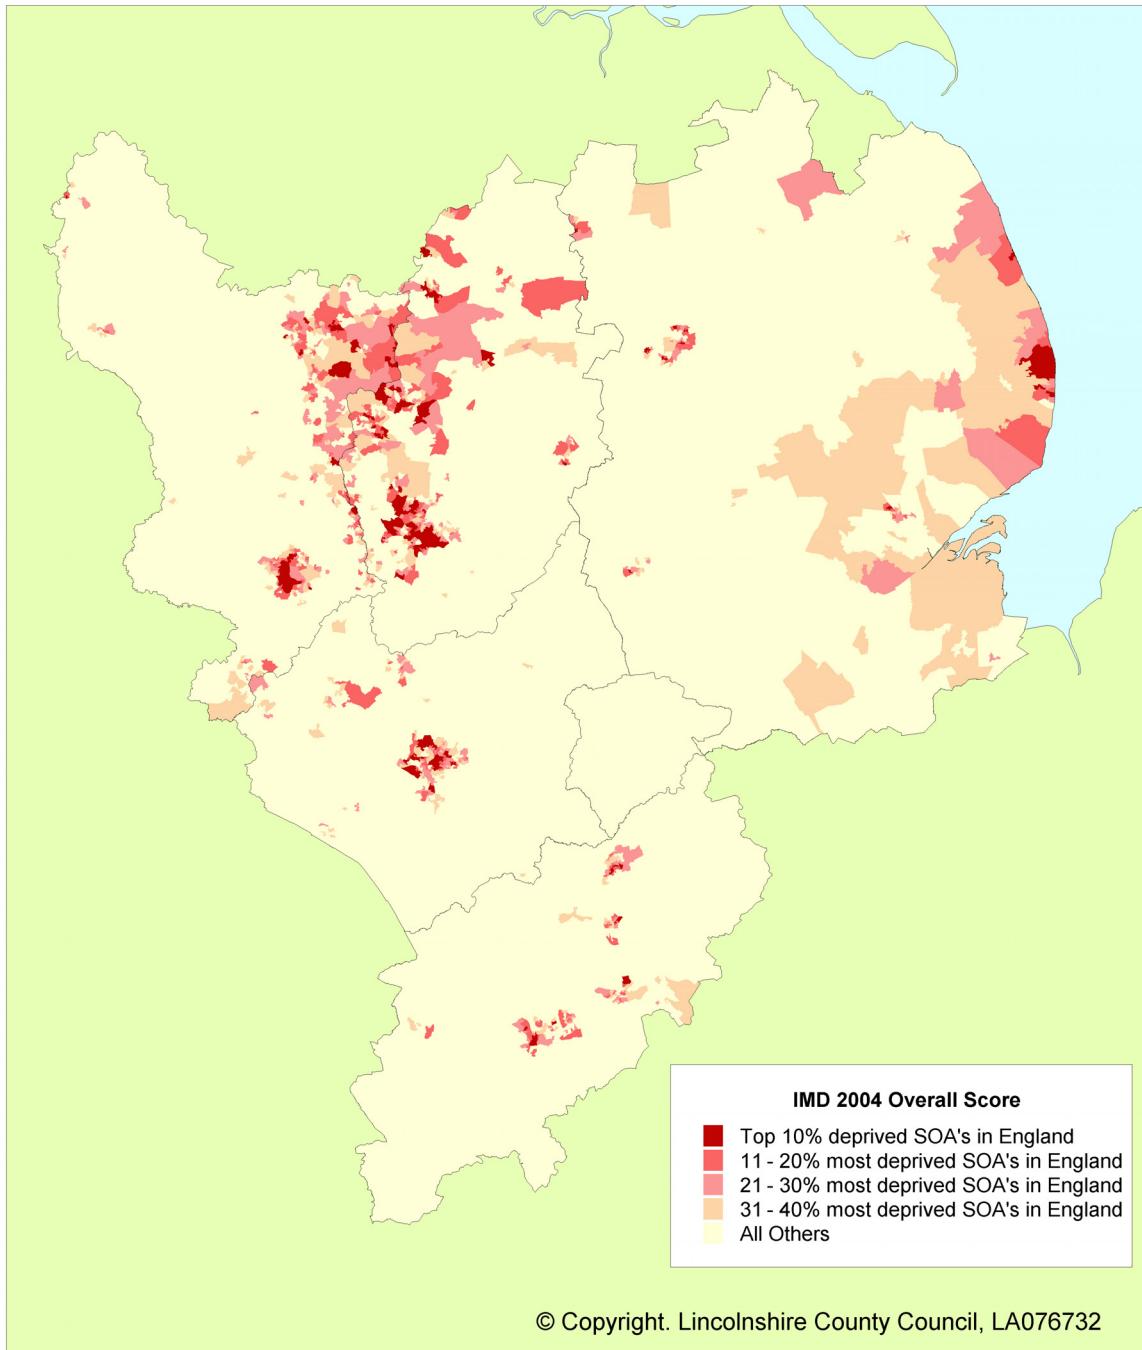 IMD 2004 Overall Score
Top 10% deprived SOA's in England
11 - 20% most deprived SOA's in England
21 - 30% most deprived SOA's in England
31 - 40% most deprived SOA's in England
All Others
© Copyright. Lincolnshire County Council, LA076732